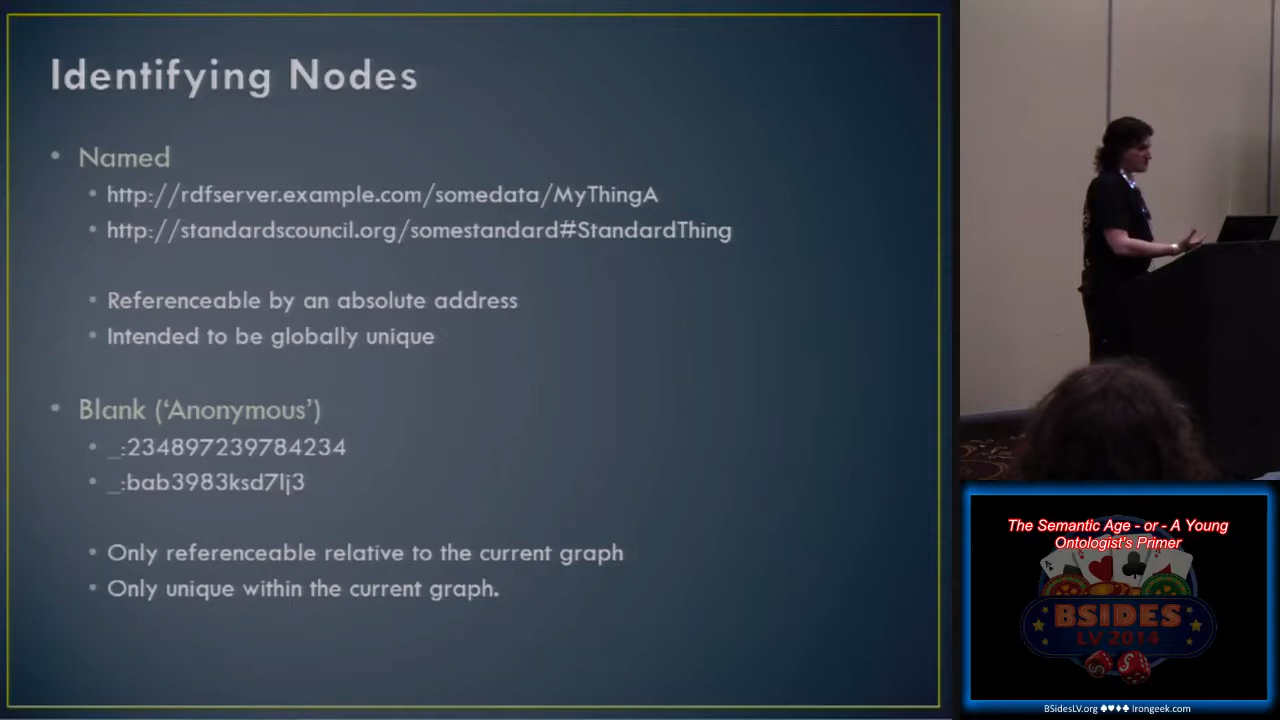 Identifying Nodes
• Named
• http://rdfserver.example.com/somedata/MyThingA
• http://standardscouncil.org/somestandard#StandardThing
• Referenceable by an absolute address
• Intended to be globally unique
• Blank (‘Anonymous’)
• _:234897239784234
• _:bab3983ksd7lj3
• Only referenceable relative to the current graph
• Only unique within the current graph.
The Semantic Age - or - A Young
Ontologist's Primer
BSIDES
LV 2014
BSidesLV.org ♠♥♦♣ Irongeek.com